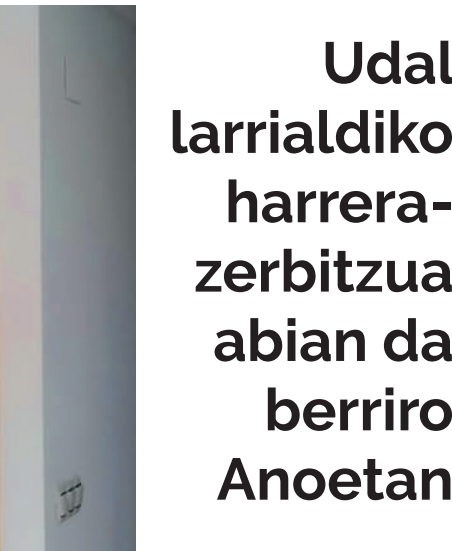 Udal
larrialdiko
harrera-
zerbitzua
abian da
berriro
Anoetan